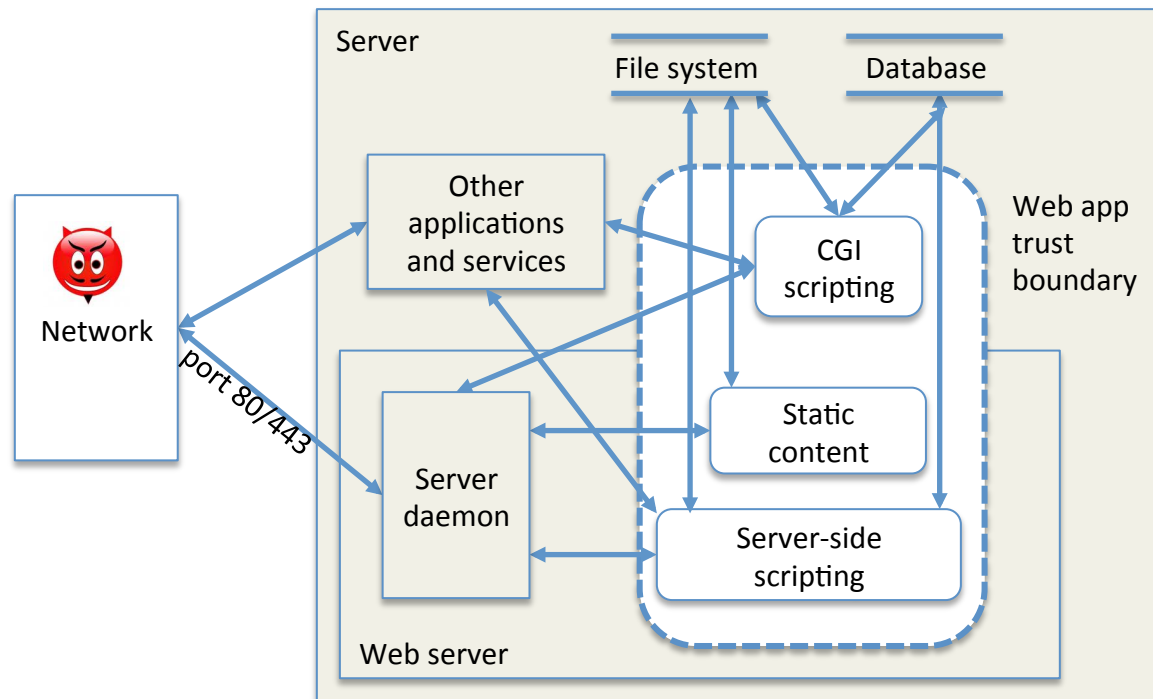 Server
File system
Database
Other
applications
and services
Web app
trust
boundary
CGI
scripting
Network
port 80/443
Static
content
Server
daemon
Server-side
scripting
Web server